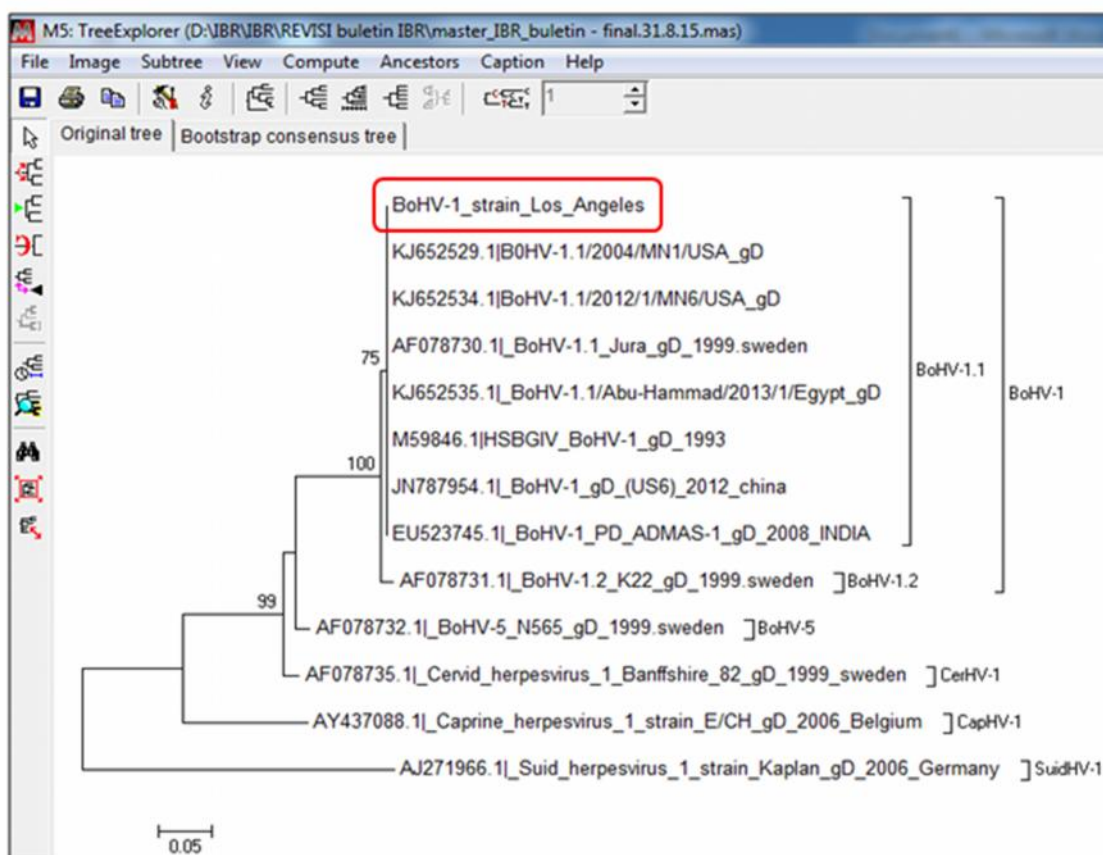 M5: TreeExplorer (D:\IBR\IBR\REVISI buletin IBR\master_IBR_buletin - final.31.8.15.mas)
File Image Subtree View Compute Ancestors Caption Help
1
Original tree Bootstrap consensus tree
BoHV-1_strain_Los_Angeles
KJ652529.1|B0HV-1.1/2004/MN1/USA_gD
KJ652534.1|BoHV-1.1/2012/1/MN6/USA_gD
AF078730.1|_BoHV-1.1_Jura_gD_1999.sweden
75
BoHV-1.1
KJ652535.1|_BoHV-1.1/Abu-Hammad/2013/1/Egypt_gD
BoHV-1
M59846.1|HSBGIV_BoHV-1_gD_1993
100
JN787954.1|_BoHV-1_gD_(US6)_2012_china
EU523745.1|_BoHV-1_PD_ADMAS-1_gD_2008_INDIA
AF078731.1|_BoHV-1.2_K22_gD_1999.sweden BoHV-1.2
99
AF078732.1|_BoHV-5_N565_gD_1999.sweden BoHV-5
AF078735.1|_Cervid_herpesvirus_1_Banffshire_82_gD_1999_sweden CerHV-1
AY437088.1|_Caprine_herpesvirus_1_strain_E/CH_gD_2006_Belgium CapHV-1
AJ271966.1|_Suid_herpesvirus_1_strain_Kaplan_gD_2006_Germany SuidHV-1
0.05